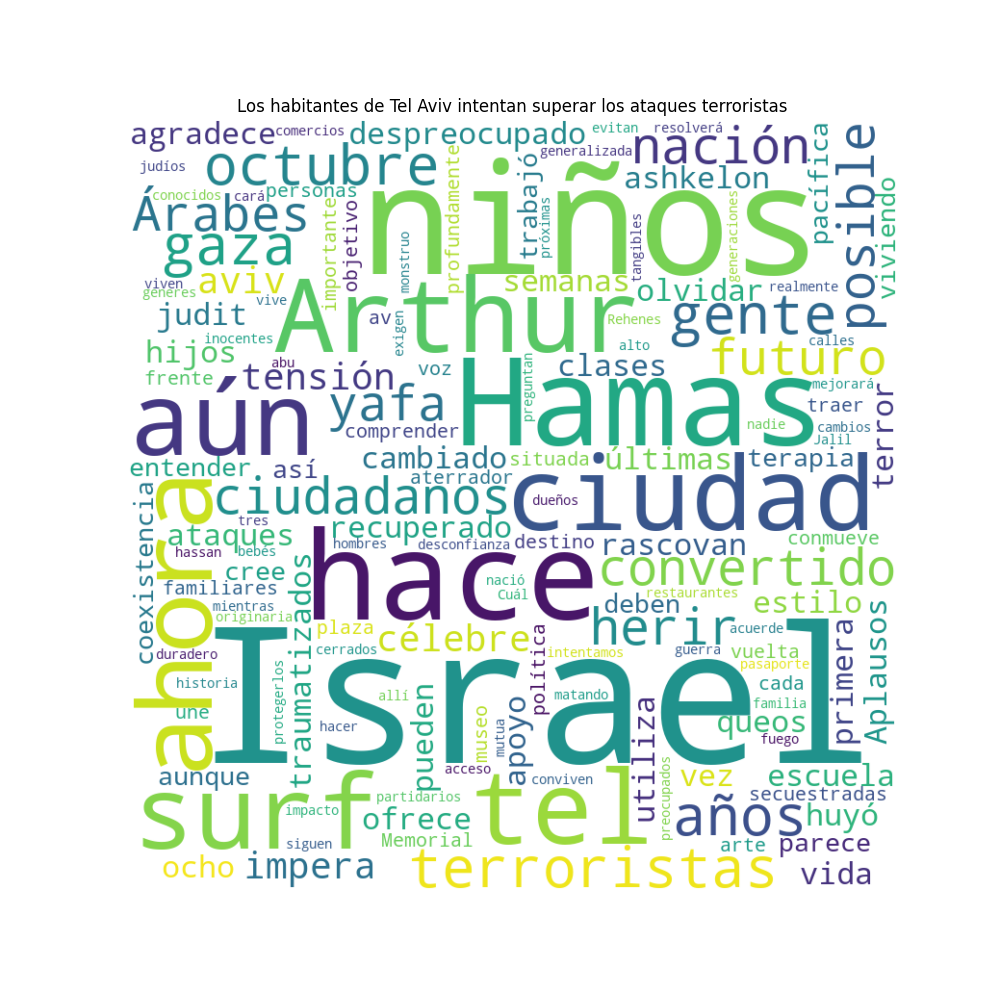 Los habitantes de Tel Aviv intentan superar los ataques terroristas
agradece
comercios
despreocupado
evitan
resolverá
nación
posible
pacífica
judíos
octubre
generalizada
niños
ashkelon
conocidos
cará
personas
Árabes
gaza
importante
objetivo
monstruo
profundamente
trabajó
próximas
tangibles
generaciones
viviendo
viven
géneres
aviv
vive
Arthur
semanas
olvidar
realmente
judit
av
exigen
Rehenes
gente
inocentes
hijos
abu
voz
alto
calles
futuro
frente
tensión
clases
preguntan
Hamas
mejorará
aún
yafa
traer
terror
comprender
nadie
cambios
Jalil
entender
así
cambiado
aterrador
situada
últimas
terapia
coexistencia
ahora
ciudadanos
dueños
ciudad
tres
ataques
recuperado
hassan
bebés
hombres
desconfianza
destino
rascovan
conmueve
cree
hace
convertido
familiares
traumatizados
nació
Cuál
restaurantes
mientras
originaria
deben
estilo
plaza
célebre
política
herir
acuerde
primera
Aplausos
duradero
protegerlos
cerrados
intentamos
guerra
vuelta
pasaporte
historia
Israel
allí
matando
cada
familia
une
hacer
pueden
museo
mutua
apoyo
utiliza
queos
fuego
aunque
acceso
conviven
preocupados
vez
escuela
surf
partidarios
tel
secuestradas
impacto
ofrece
años
huyó
siguen
Memorial
arte
parece
ocho
impera
terroristas
vida